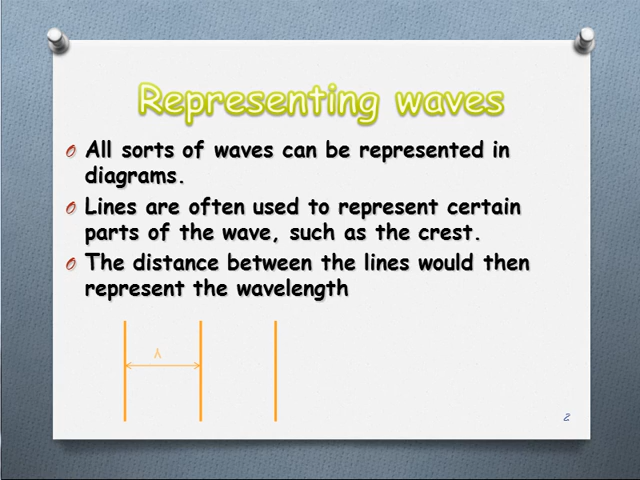 Representing waves
All sorts of waves can be represented in
diagrams.
Lines are often used to represent certain
parts of the wave, such as the crest.
The distance between the lines would then
represent the wavelength
λ
2